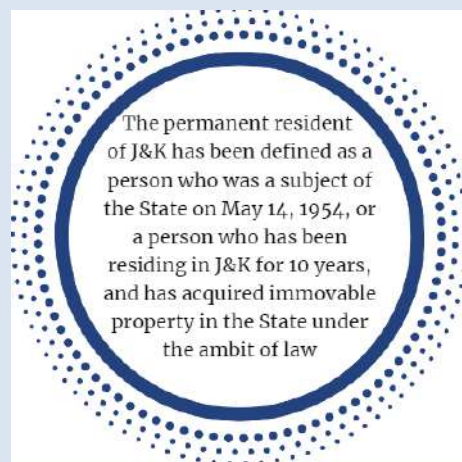 The permanent resident
of J&K has been defined as a
person who was a subject of
the State on May 14, 1954, or
a person who has been
residing in J&K for 10 years,
and has acquired immovable
property in the State under
the ambit of law